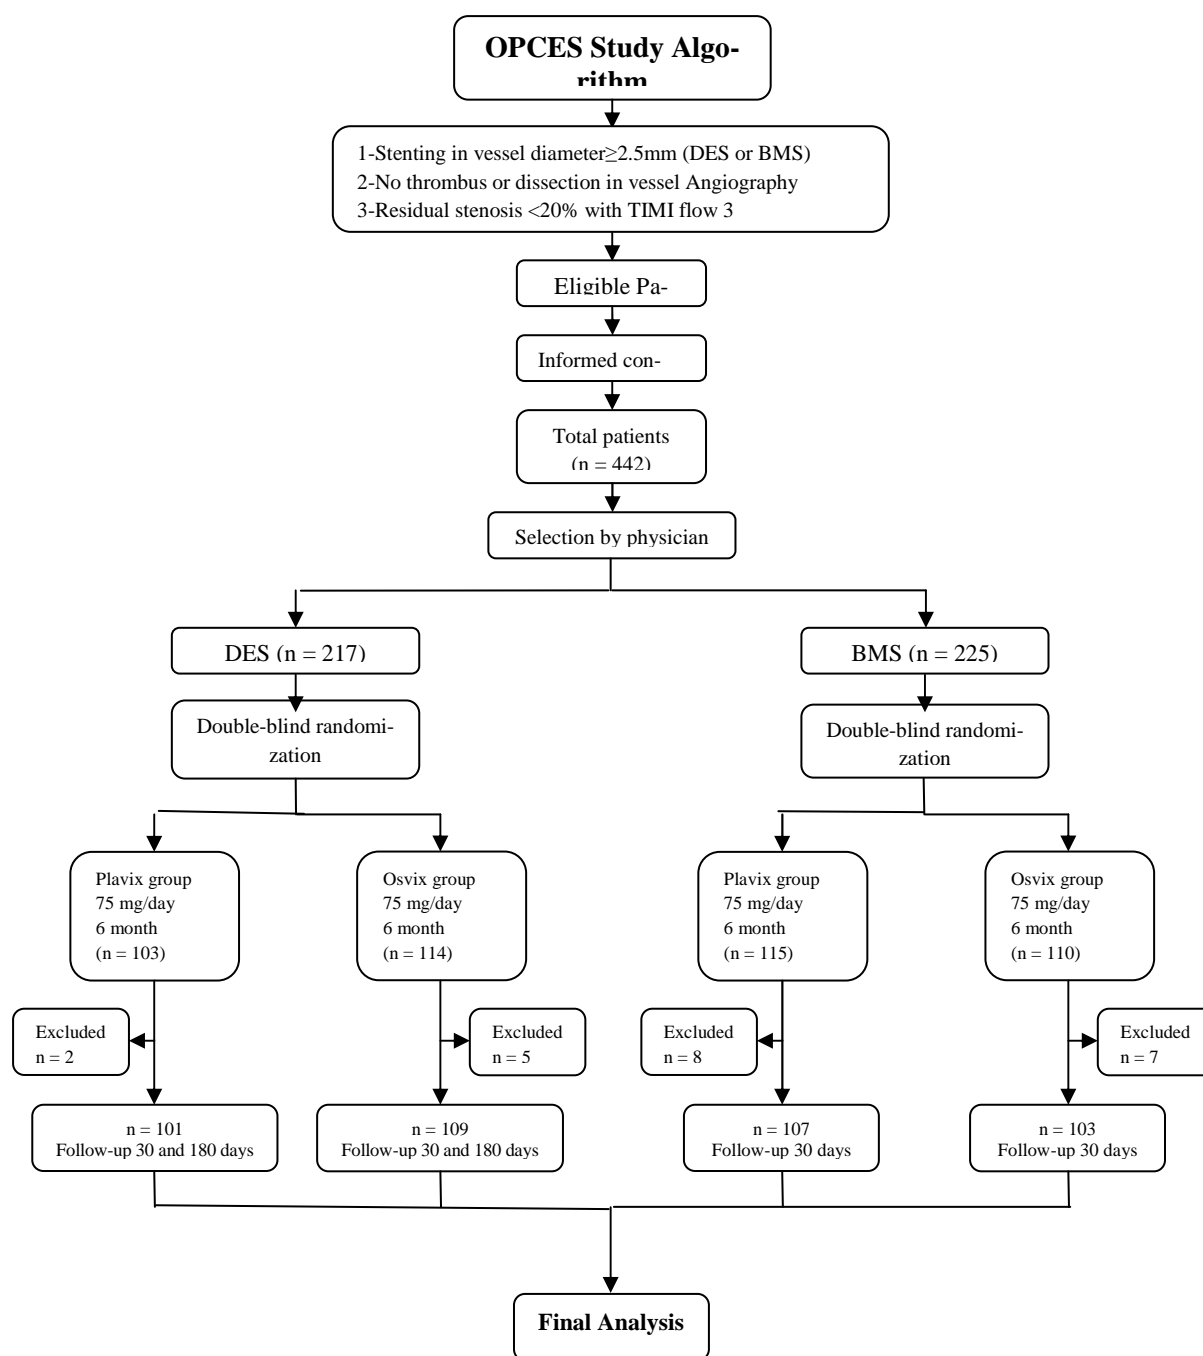 OPCES Study Algo-
rithm
1-Stenting in vessel diameter≥2.5mm (DES or BMS)
2-No thrombus or dissection in vessel Angiography
3-Residual stenosis <20% with TIMI flow 3
Eligible Pa-
Informed con-
Total patients
(n = 442)
Selection by physician
DES (n = 217)
BMS (n = 225)
Double-blind randomi-
zation
Double-blind randomi-
zation
Plavix group
75 mg/day
6 month
(n = 103)
Osvix group
75 mg/day
6 month
(n = 114)
Plavix group
75 mg/day
6 month
(n = 115)
Osvix group
75 mg/day
6 month
(n = 110)
Excluded
n = 2
Excluded
n = 5
Excluded
n = 8
Excluded
n = 7
n = 101
Follow-up 30 and 180 days
n = 109
Follow-up 30 and 180 days
n = 107
Follow-up 30 days
n = 103
Follow-up 30 days
Final Analysis